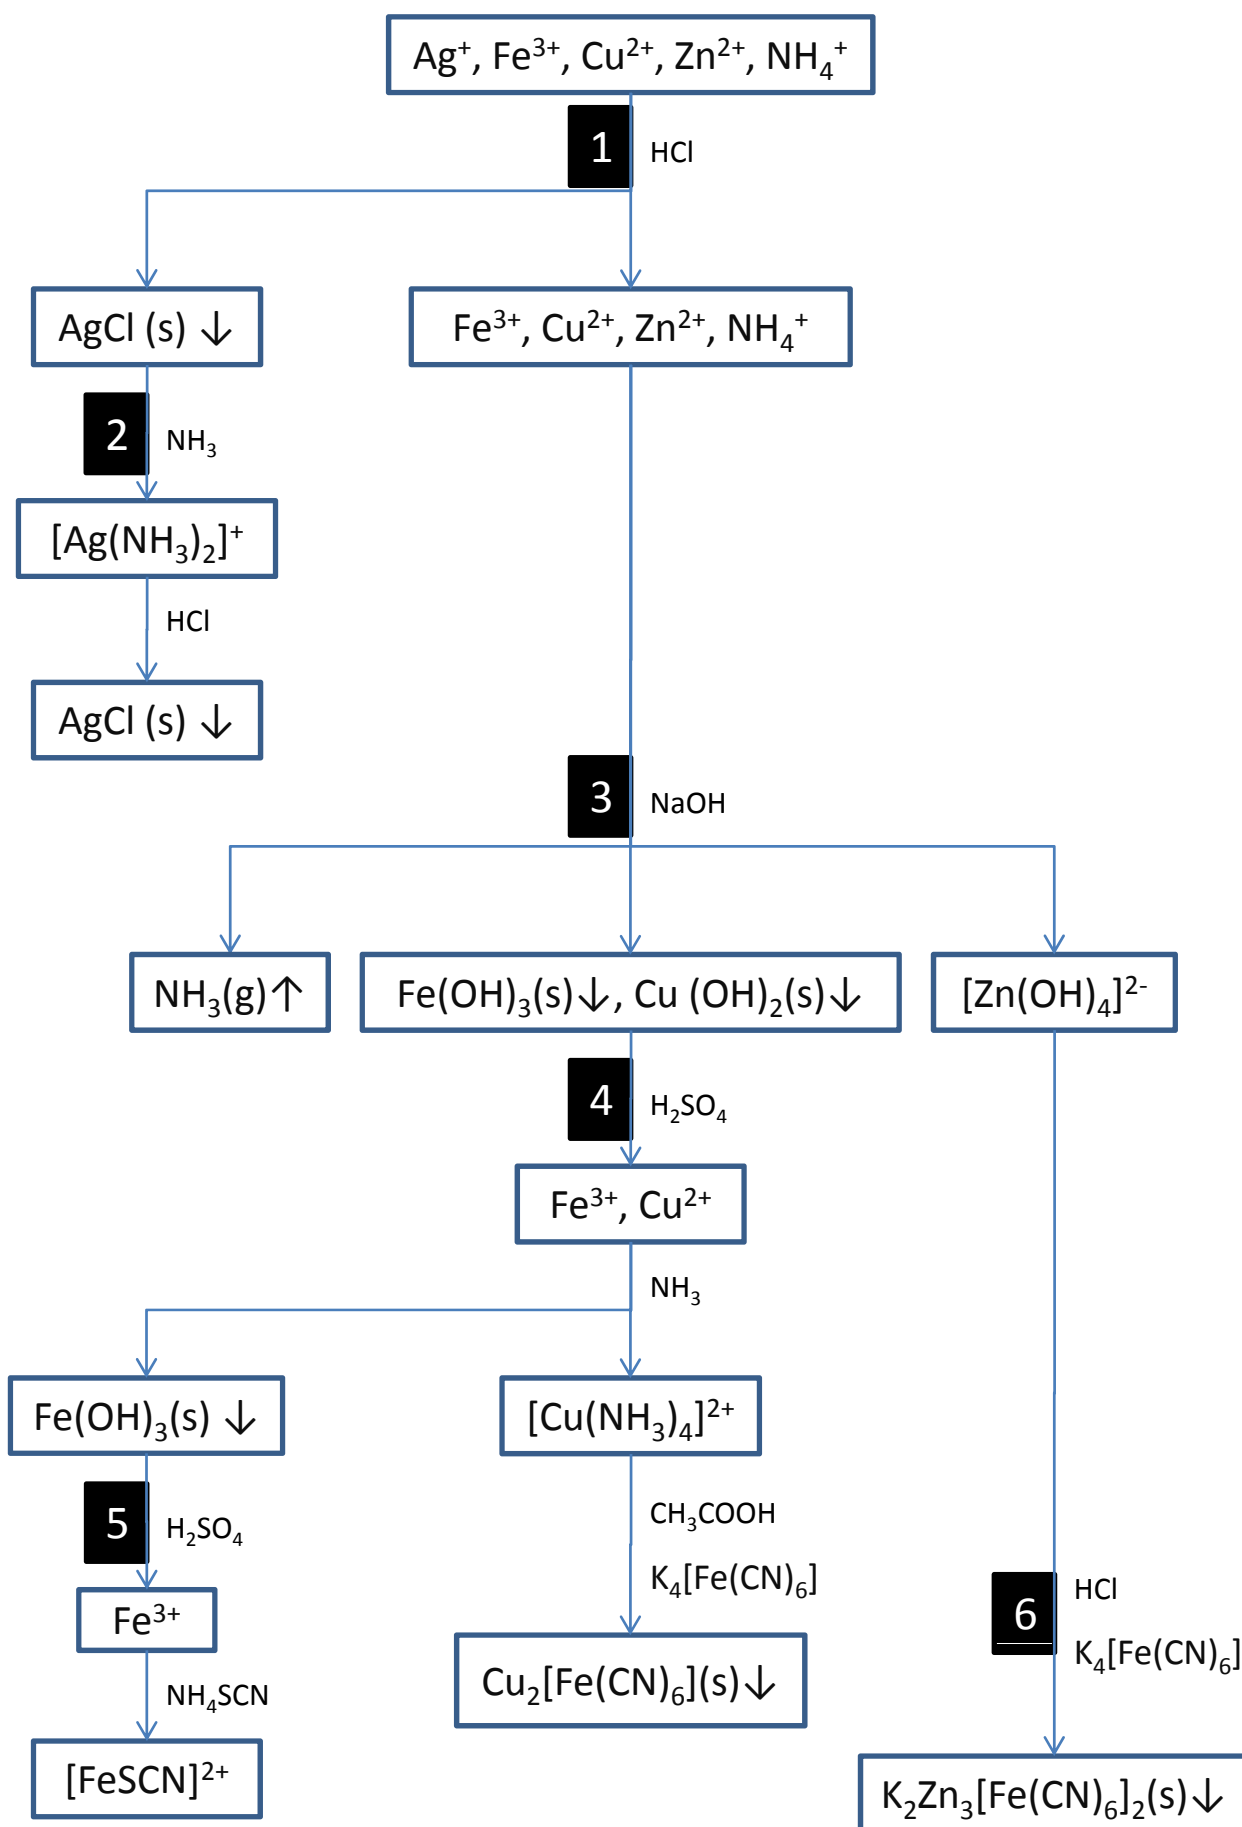 Ag⁺, Fe³⁺, Cu²⁺, Zn²⁺, NH₄⁺
1 HCl
AgCl (s) ↓
Fe³⁺, Cu²⁺, Zn²⁺, NH₄⁺
2 NH₃
[Ag(NH₃)₂]⁺
HCl
AgCl (s) ↓
3 NaOH
NH₃(g)↑
Fe(OH)₃(s)↓, Cu (OH)₂(s)↓
[Zn(OH)₄]²⁻
4 H₂SO₄
Fe³⁺, Cu²⁺
NH₃
Fe(OH)₃(s) ↓
[Cu(NH₃)₄]²⁺
5 H₂SO₄
CH₃COOH
K₄[Fe(CN)₆]
6 HCl
K₄[Fe(CN)₆]
Fe³⁺
NH₄SCN
Cu₂[Fe(CN)₆](s)↓
[FeSCN]²⁺
K₂Zn₃[Fe(CN)₆]₂(s)↓